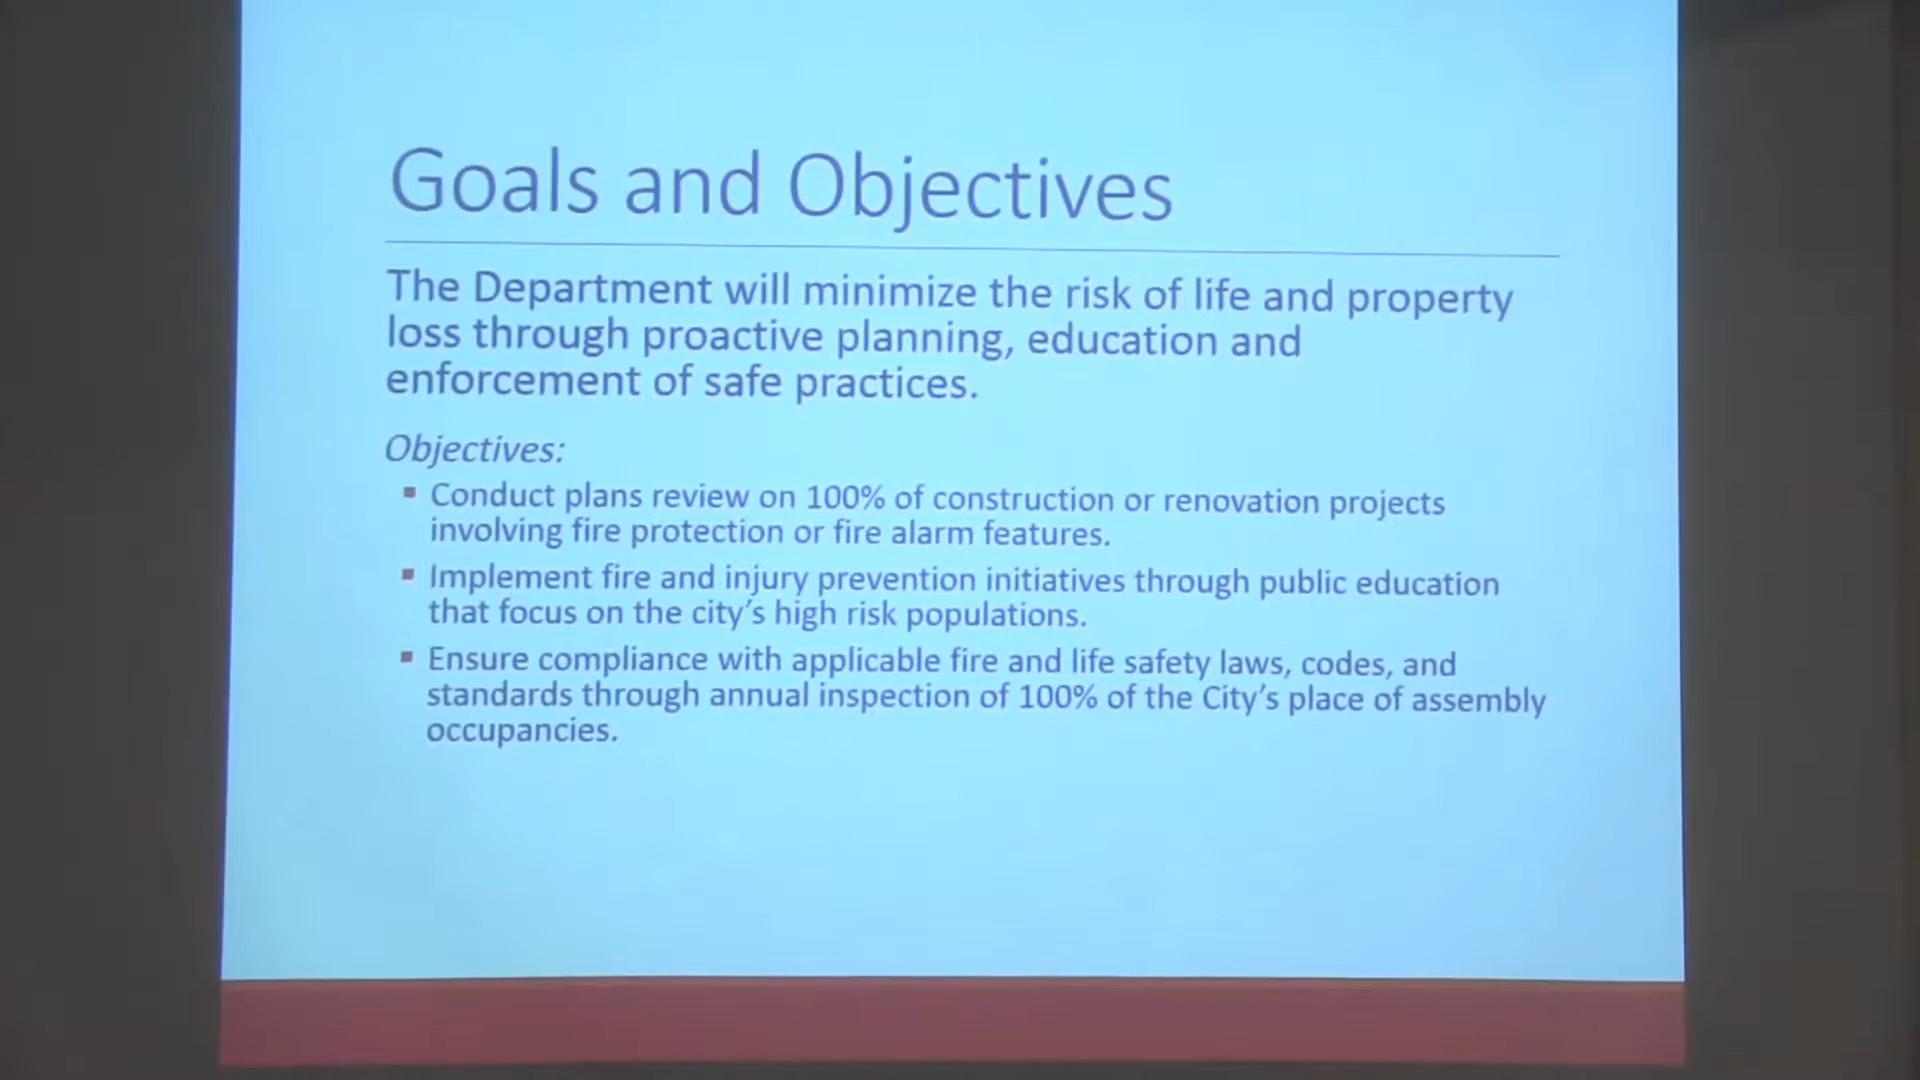 Goals and Objectives
The Department will minimize the risk of life and property
loss through proactive planning, education and
enforcement of safe practices.
Objectives:
▪ Conduct plans review on 100% of construction or renovation projects
involving fire protection or fire alarm features.
▪ Implement fire and injury prevention initiatives through public education
that focus on the city’s high risk populations.
▪ Ensure compliance with applicable fire and life safety laws, codes, and
standards through annual inspection of 100% of the City’s place of assembly
occupancies.